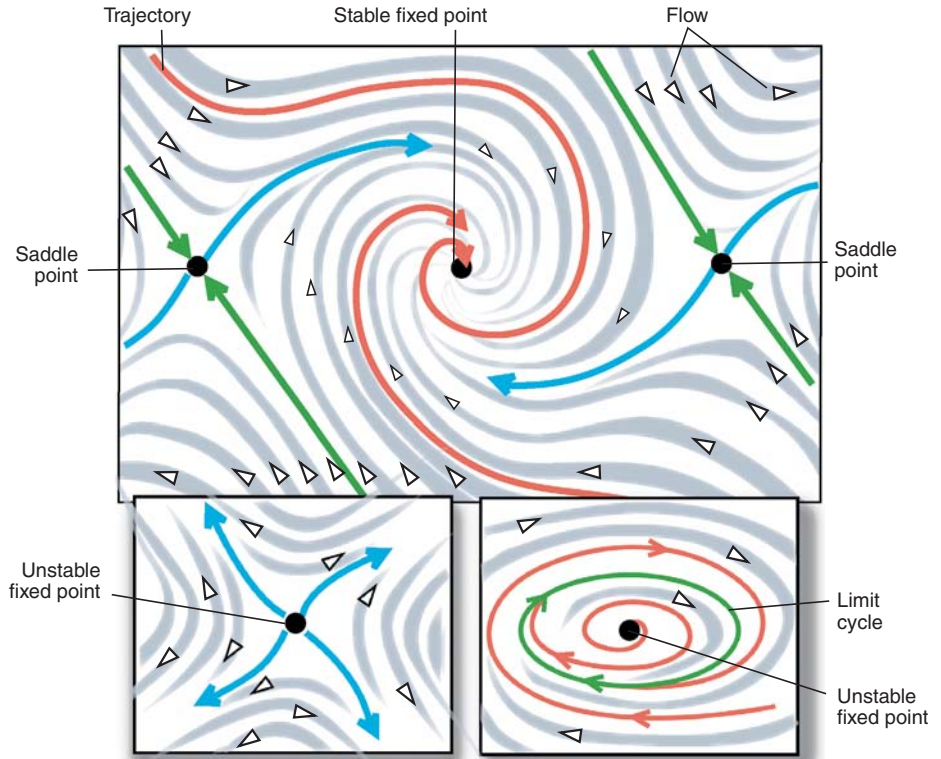 Trajectory
Stable fixed point
Flow
Saddle
point
Saddle
point
Unstable
fixed point
Limit
cycle
Unstable
fixed point